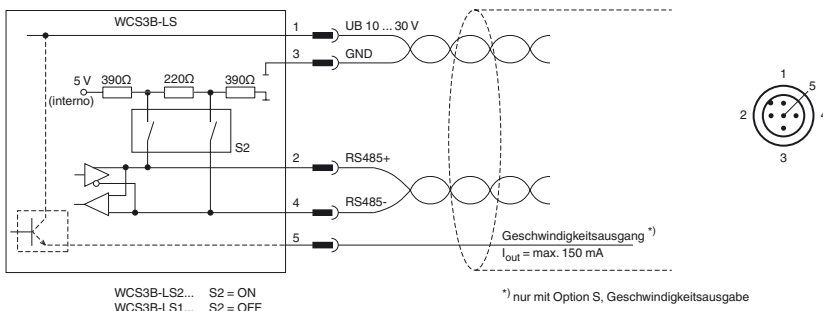 WCS3B-LS
1 UB 10 ... 30 V
3 GND
390Ω 220Ω 390Ω
5 V
(interno)
S2
2 RS485+
4 RS485-
5
Geschwindigkeitsausgang *)
Iout = max. 150 mA
1
5
2
4
3
WCS3B-LS2... S2 = ON
WCS3B-LS1... S2 = OFF
*) nur mit Option S, Geschwindigkeitsausgabe